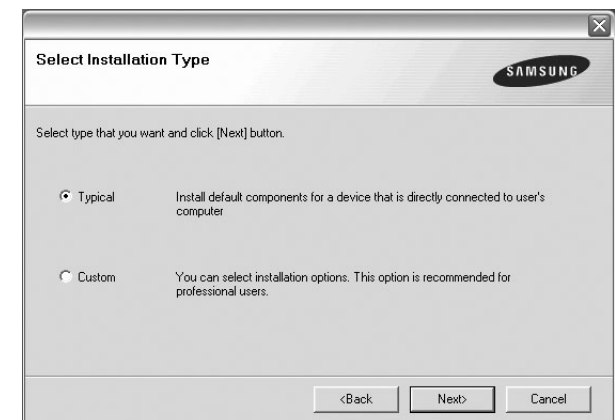 Select Installation Type
SAMSUNG
Select type that you want and click [Next] button.
Typical
Install default components for a device that is directly connected to user's
computer
Custom
You can select installation options. This option is recommended for
professional users.
<Back
Next>
Cancel